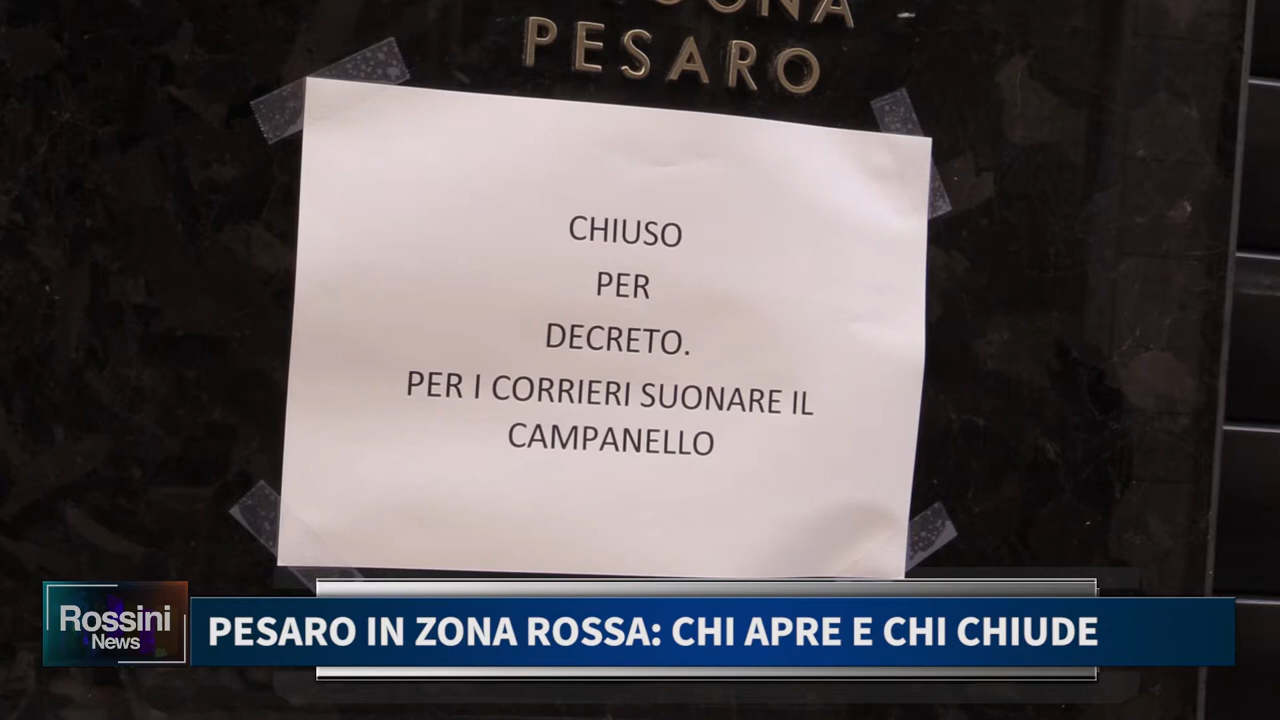 PESARO
CHIUSO
PER
DECRETO.
PER I CORRIERI SUONARE IL
CAMPANELLO
Rossini
News
PESARO IN ZONA ROSSA: CHI APRE E CHI CHIUDE